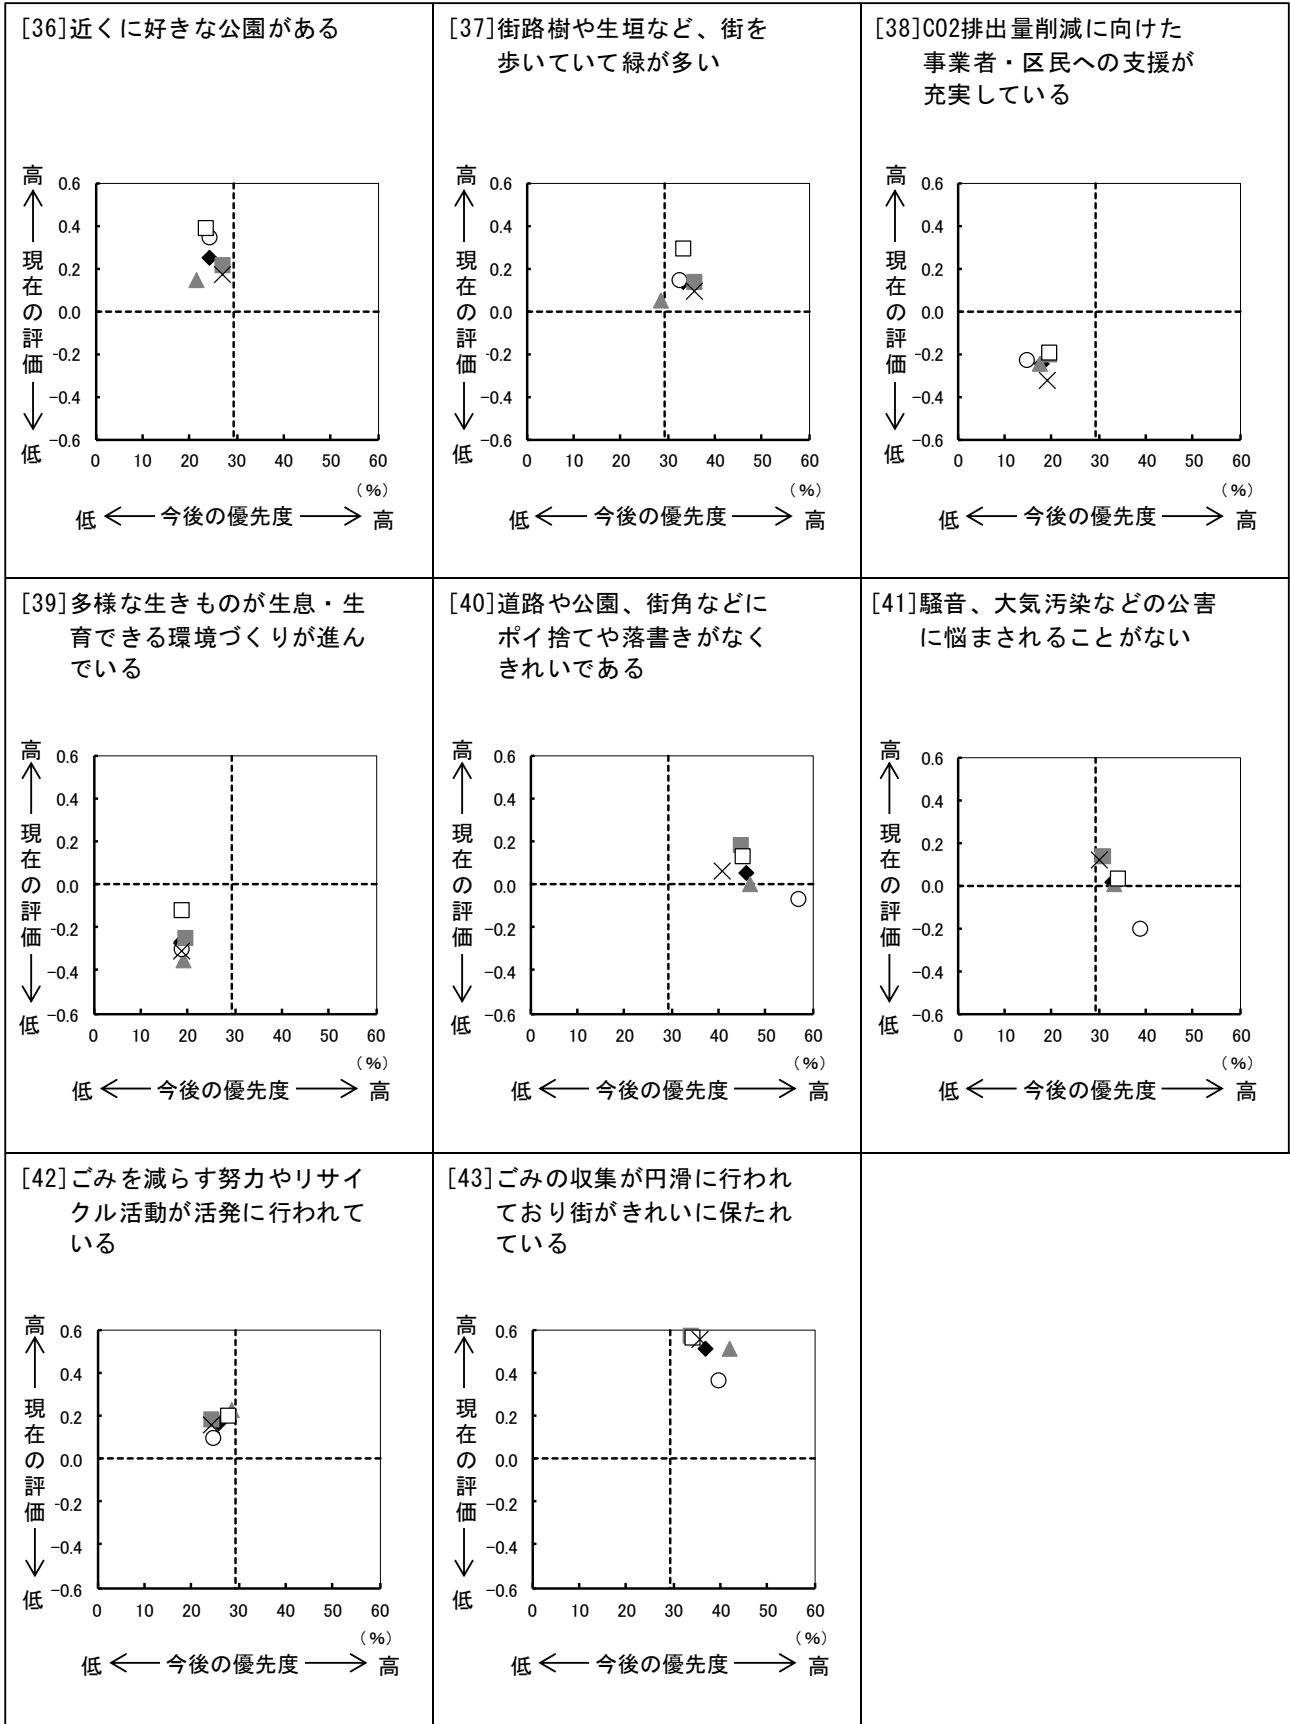 [36]近くに好きな公園がある
高
現在の評価
低
0.6
0.4
0.2
0.0
-0.2
-0.4
-0.6
0 10 20 30 40 50 60
(%)
低 今後の優先度 高
[37]街路樹や生垣など、街を
歩いていて緑が多い
高
現在の評価
低
0.6
0.4
0.2
0.0
-0.2
-0.4
-0.6
0 10 20 30 40 50 60
(%)
低 今後の優先度 高
[38]CO2排出量削減に向けた
事業者・区民への支援が
充実している
高
現在の評価
低
0.6
0.4
0.2
0.0
-0.2
-0.4
-0.6
0 10 20 30 40 50 60
(%)
低 今後の優先度 高
[39]多様な生きものが生息・生
育できる環境づくりが進ん
でいる
高
現在の評価
低
0.6
0.4
0.2
0.0
-0.2
-0.4
-0.6
0 10 20 30 40 50 60
(%)
低 今後の優先度 高
[40]道路や公園、街角などに
ポイ捨てや落書きがなく
きれいである
高
現在の評価
低
0.6
0.4
0.2
0.0
-0.2
-0.4
-0.6
0 10 20 30 40 50 60
(%)
低 今後の優先度 高
[41]騒音、大気汚染などの公害
に悩まされることがない
高
現在の評価
低
0.6
0.4
0.2
0.0
-0.2
-0.4
-0.6
0 10 20 30 40 50 60
(%)
低 今後の優先度 高
[42]ごみを減らす努力やリサイ
クル活動が活発に行われて
いる
高
現在の評価
低
0.6
0.4
0.2
0.0
-0.2
-0.4
-0.6
0 10 20 30 40 50 60
(%)
低 今後の優先度 高
[43]ごみの収集が円滑に行われ
ており街がきれいに保たれ
ている
高
現在の評価
低
0.6
0.4
0.2
0.0
-0.2
-0.4
-0.6
0 10 20 30 40 50 60
(%)
低 今後の優先度 高